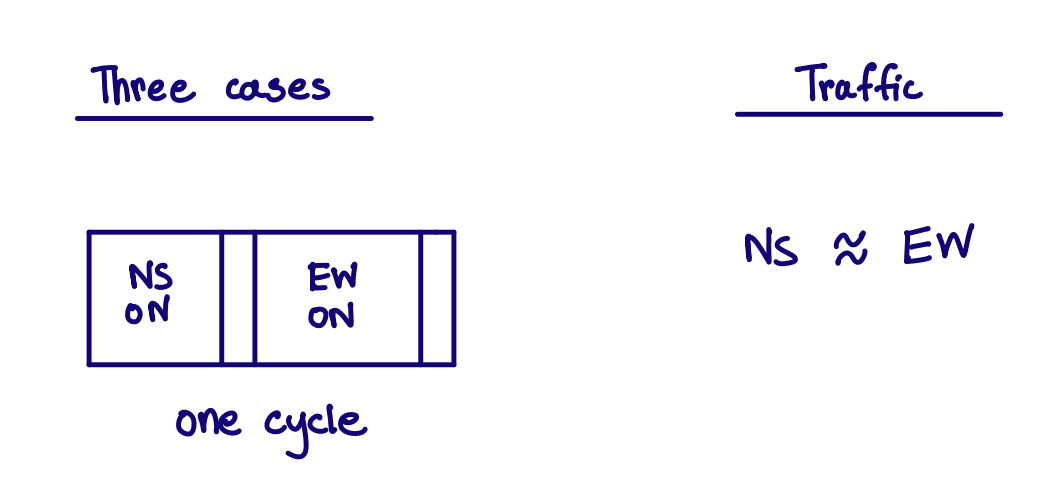 Three cases
Traffic
NS
ON
EW
ON
NS ≈ EW
one cycle